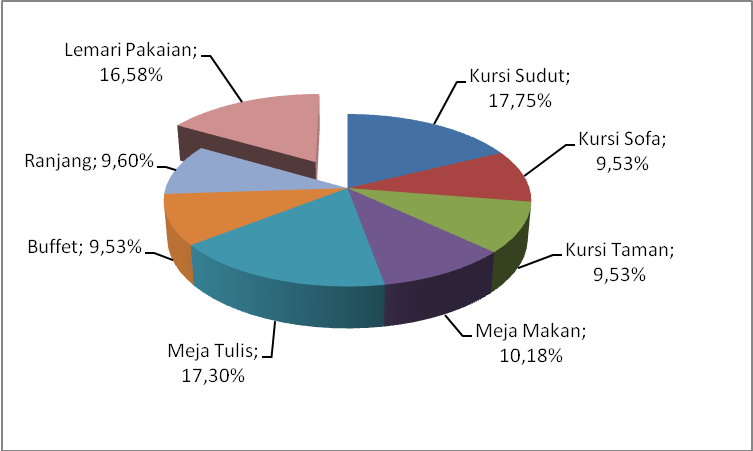 Lemari Pakaian;
16,58%
Kursi Sudut;
17,75%
Kursi Sofa;
9,53%
Ranjang; 9,60%
Buffet; 9,53%
Kursi Taman;
9,53%
Meja Makan;
10,18%
Meja Tulis;
17,30%